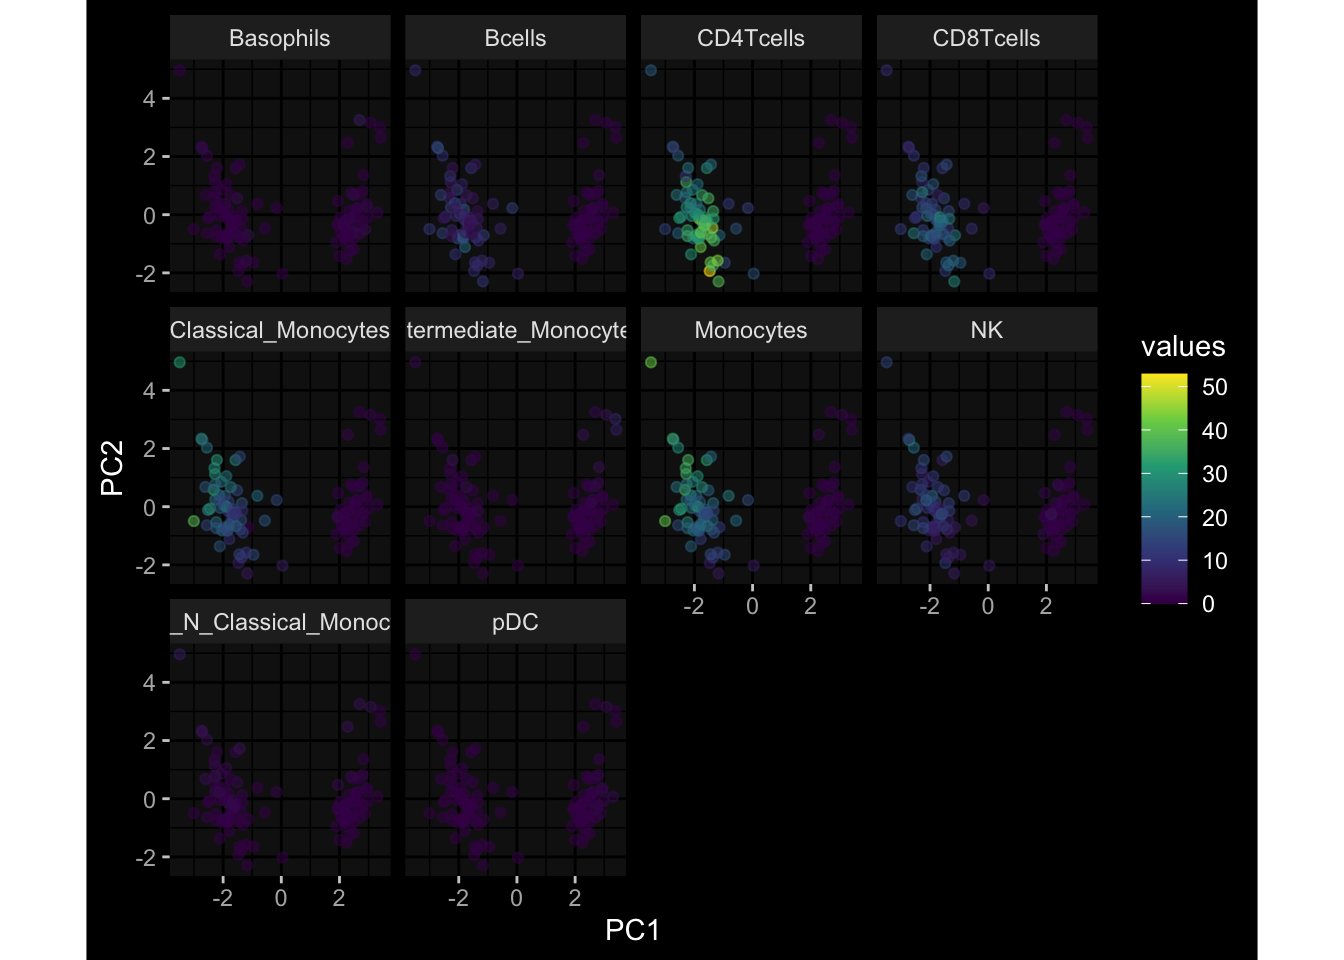 Basophils Bcells CD4Tcells CD8Tcells
4
2
0
-2
Classical_Monocytes termediate_Monocyte Monocytes NK
4
2
0
-2
-2 0 2 -2 0 2
_N_Classical_Monoc pDC
4
2
0
-2
-2 0 2 -2 0 2
PC1
PC2
values
50
40
30
20
10
0